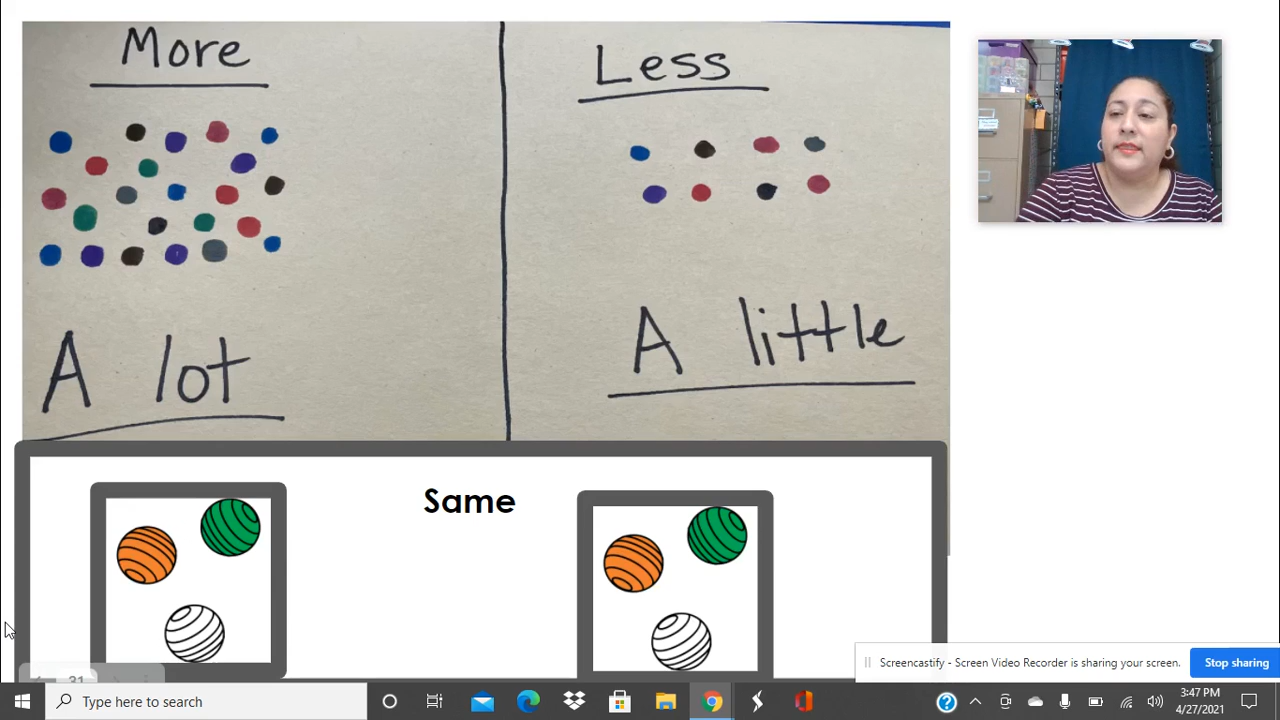 More
Less
A lot
A little
Same
31
Screencastify - Screen Video Recorder is sharing your screen.
Stop sharing
Type here to search
3:47 PM
4/27/2021